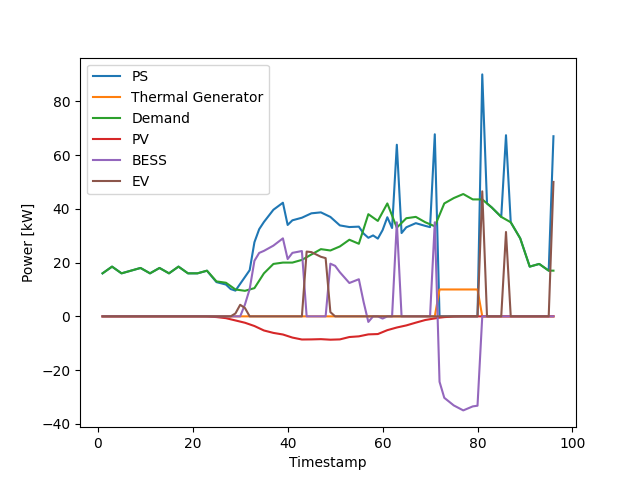 PS
Thermal Generator
Demand
PV
BESS
EV
Power [kW]
80
60
40
20
0
−20
−40
0 20 40 60 80 100
Timestamp